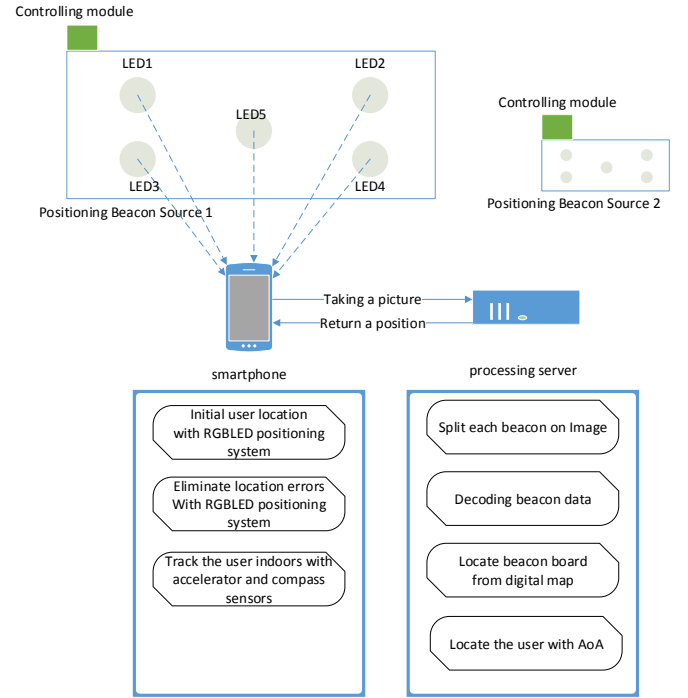 Controlling module
LED1
LED2
LED5
LED3
LED4
Positioning Beacon Source 1
Controlling module
Positioning Beacon Source 2
Taking a picture
Return a position
smartphone
processing server
Initial user location
with RGBLED positioning
system
Eliminate location errors
With RGBLED positioning
system
Track the user indoors with
accelerator and compass
sensors
Split each beacon on Image
Decoding beacon data
Locate beacon board
from digital map
Locate the user with AoA